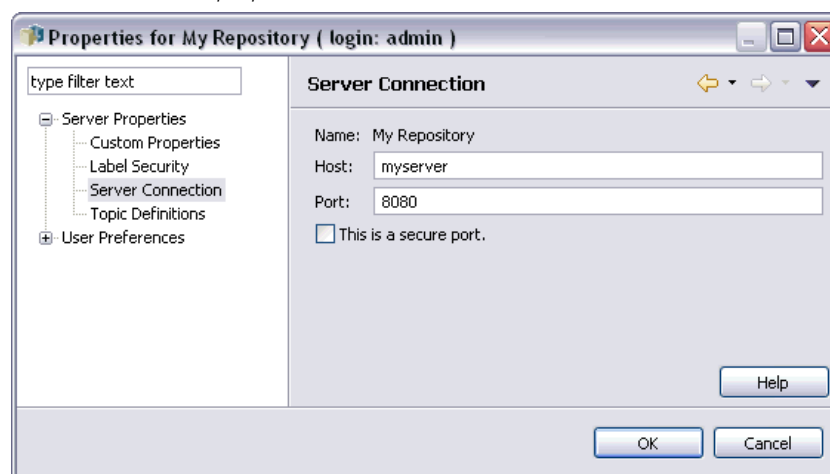 Properties for My Repository ( login: admin )
type filter text
Server Properties
Custom Properties
Label Security
Server Connection
Topic Definitions
User Preferences
Server Connection
Name: My Repository
Host: myserver
Port: 8080
This is a secure port.
Help
OK Cancel